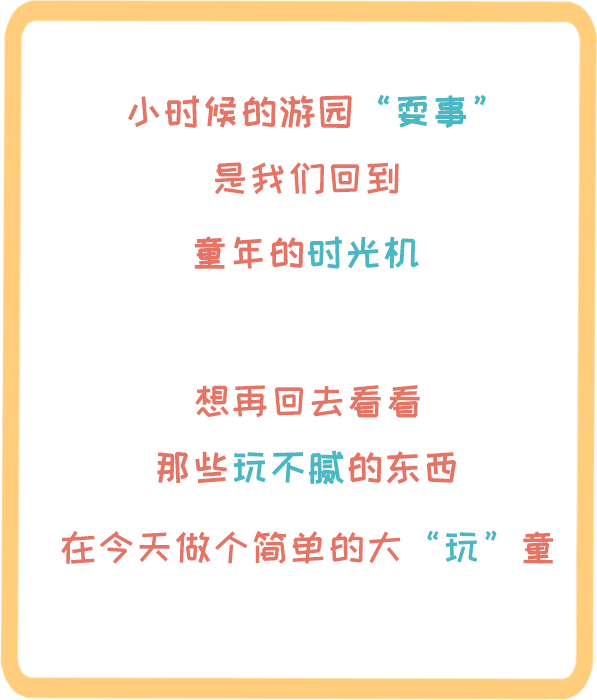 小时候的游园“耍事”
是我们回到
童年的时光机
想再回去看看
那些玩不腻的东西
在今天做个简单的大“玩”童